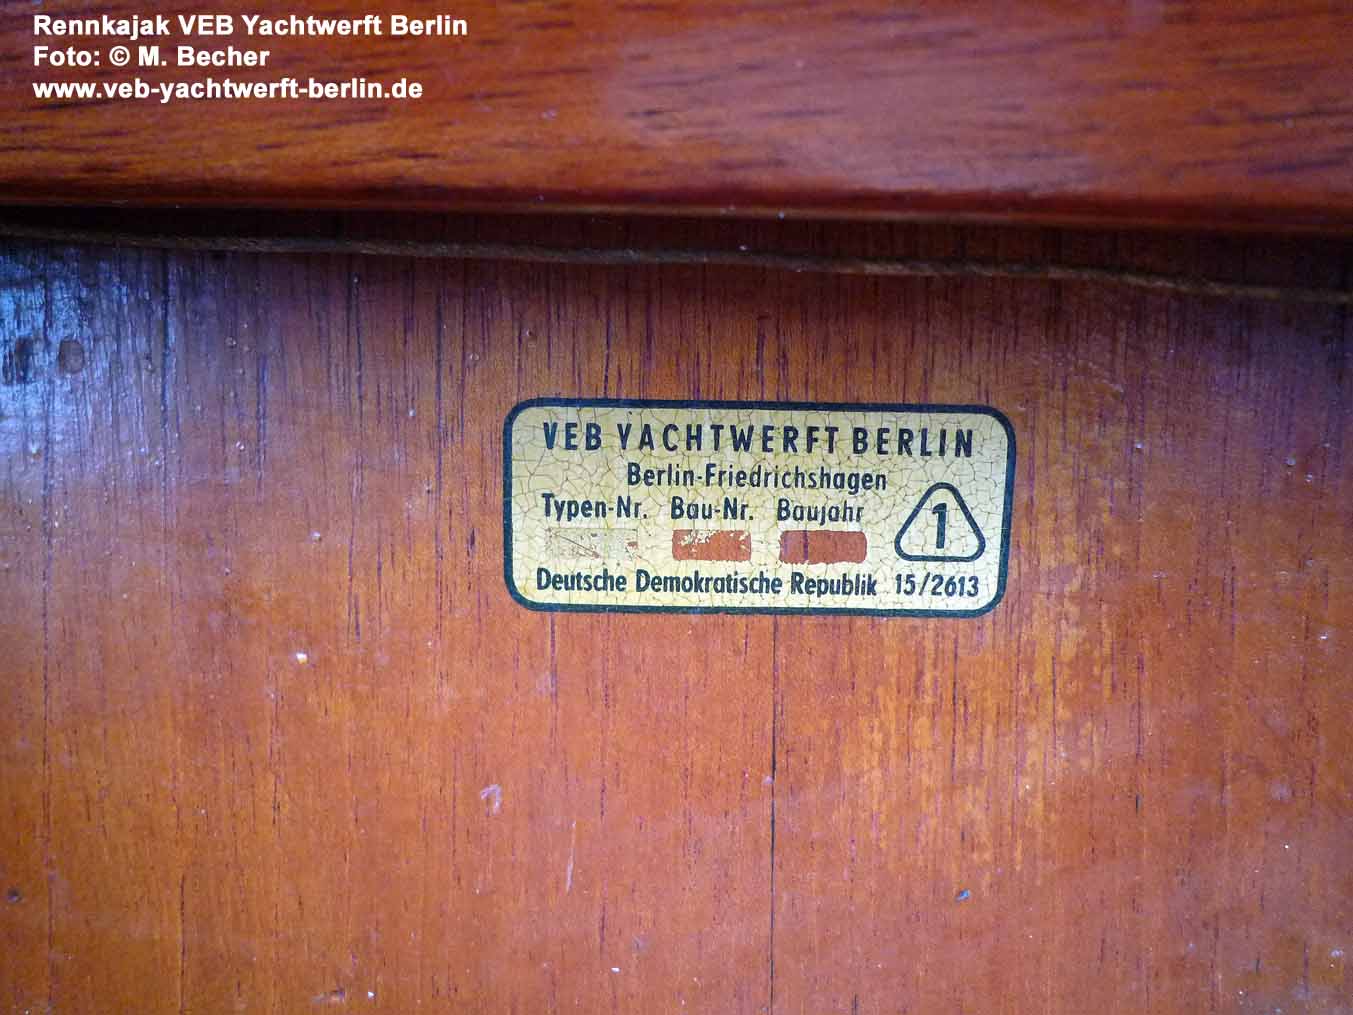 Rennkajak VEB Yachtwerft Berlin
Foto: © M. Becher
www.veb-yachtwerft-berlin.de
VEB YACHTWERFT BERLIN
Berlin-Friedrichshagen
Typen-Nr. Bau-Nr. Baujahr
1
Deutsche Demokratische Republik 15/2613